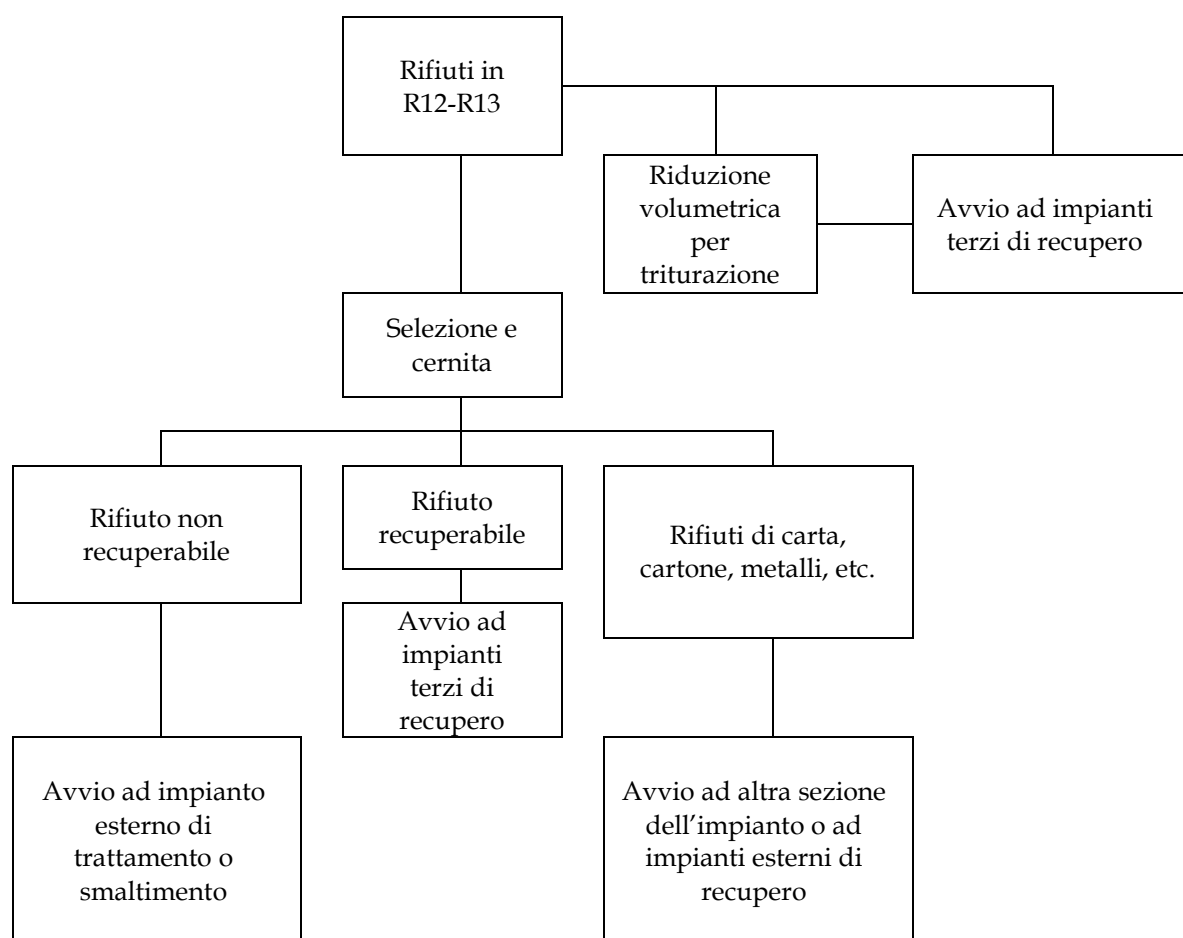 Rifiuti in
R12-R13
Riduzione
volumetrica
per
triturazione
Avvio ad impianti
terzi di recupero
Selezione e
cernita
Rifiuto non
recuperabile
Rifiuto
recuperabile
Rifiuti di carta,
cartone, metalli, etc.
Avvio ad
impianti
terzi di
recupero
Avvio ad impianto
esterno di
trattamento o
smaltimento
Avvio ad altra sezione
dell’impianto o ad
impianti esterni di
recupero